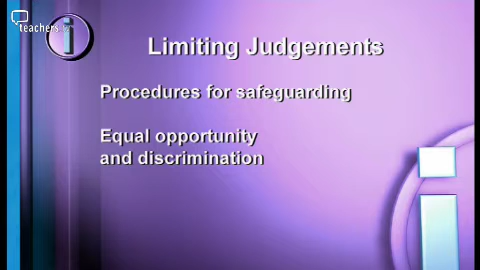 teachers.tv
Limiting Judgements
Procedures for safeguarding
Equal opportunity
and discrimination